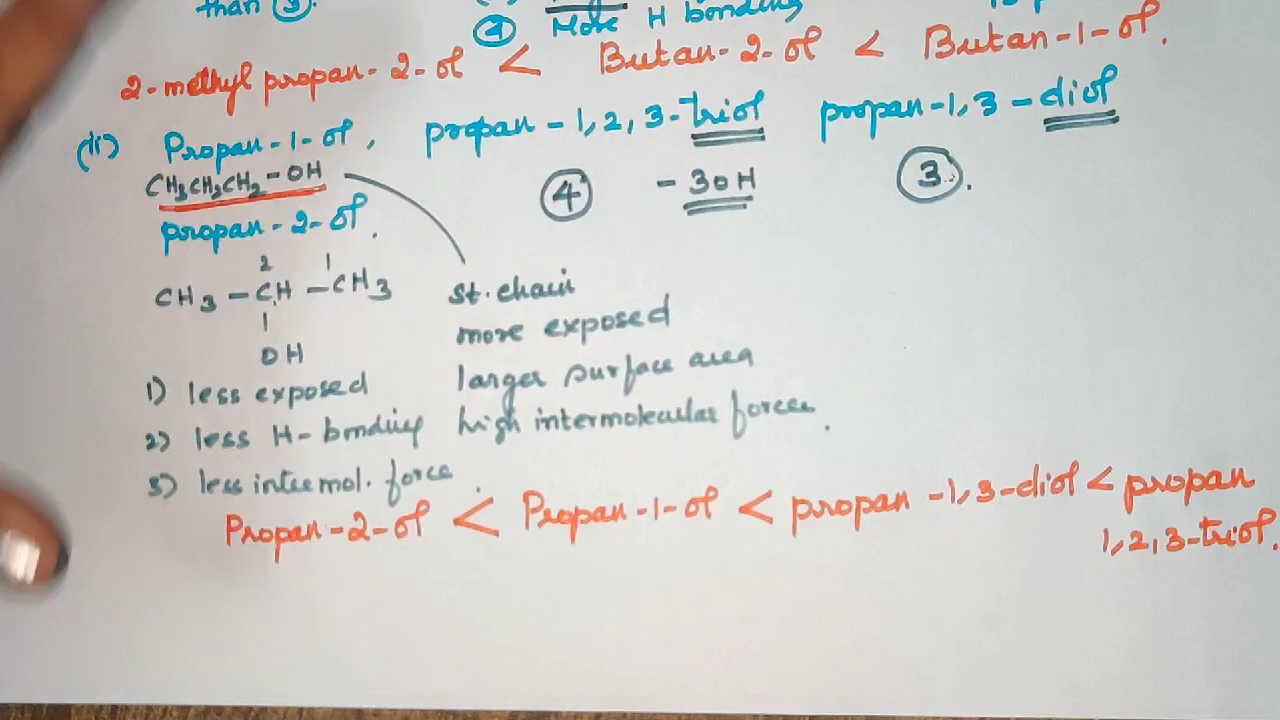 than ③.
④ More H bonding
2-methyl propan-2-ol < Butan-2-ol < Butan-1-ol.
(ii) Propan-1-ol, propan-1,2,3-triol propan-1,3-diol
CH3CH2CH2-OH ④ -3OH ③.
propan-2-ol.
2 1
CH3-CH-CH3 st. chain
OH more exposed
1) less exposed larger surface area
2) less H-bonding high intermolecular forces.
3) less intermol. force.
Propan-2-ol < Propan-1-ol < propan-1,3-diol < propan
1,2,3-triol.